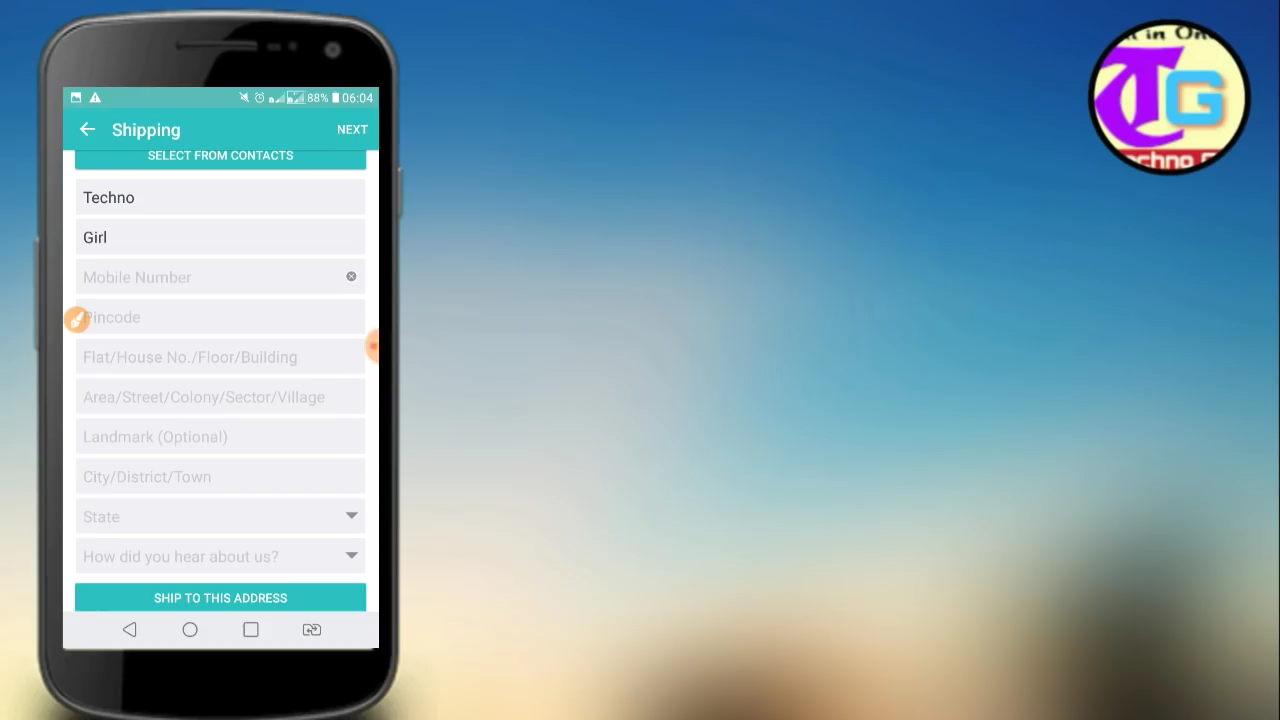 88% 06:04
Shipping
NEXT
SELECT FROM CONTACTS
Techno
Girl
Mobile Number
Pincode
Flat/House No./Floor/Building
Area/Street/Colony/Sector/Village
Landmark (Optional)
City/District/Town
State
How did you hear about us?
SHIP TO THIS ADDRESS
in
TG